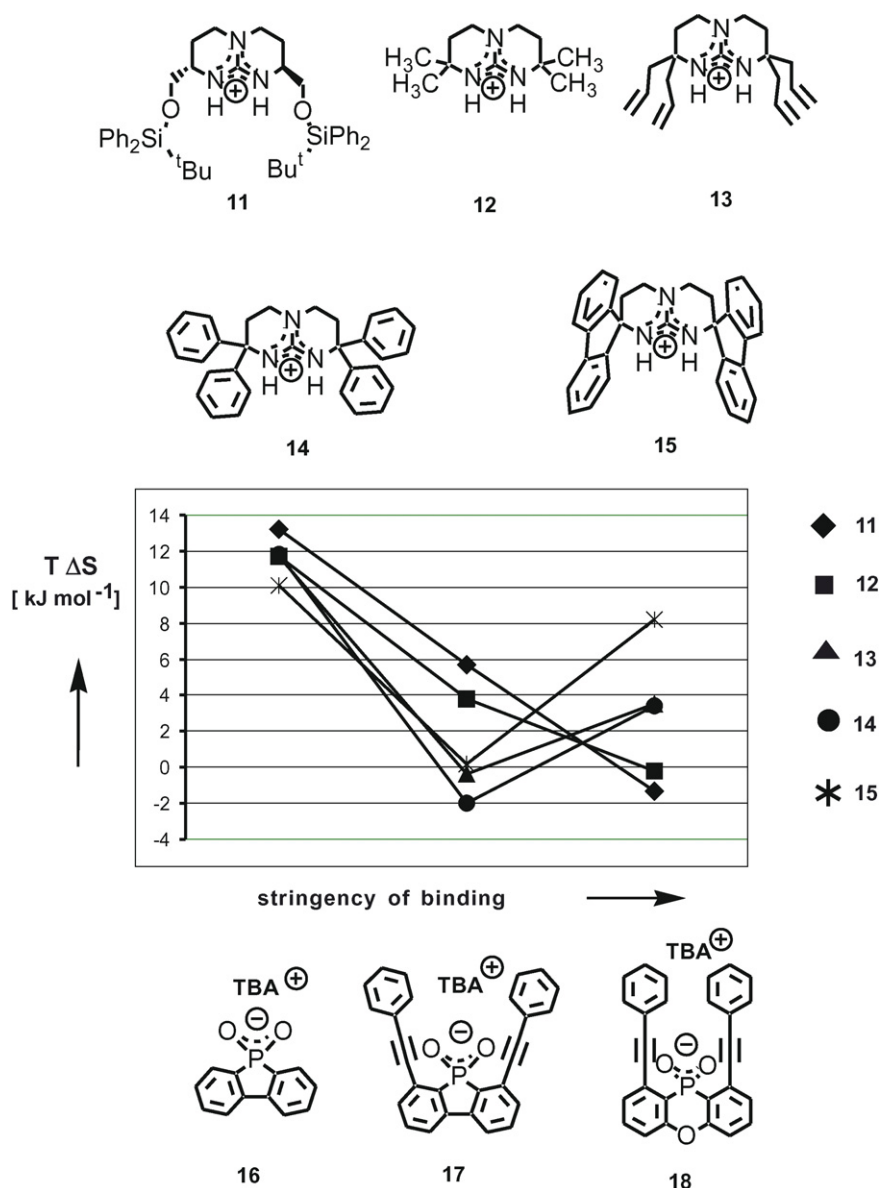 N
N N
H ⊕ H
O O
Ph2Si SiPh2
tBu But
11
N
H3C CH3
H3C N N CH3
H ⊕ H
12
N
N N
H ⊕ H
13
N
N N
H ⊕ H
14
N
N N
H ⊕ H
15
T ΔS
[ kJ mol -1]
14
12
10
8
6
4
2
0
-2
-4
11
12
13
14
15
stringency of binding
TBA ⊕
⊖
O O
P
16
TBA ⊕
⊖
O O
P
17
TBA ⊕
⊖
O O
P
O
18